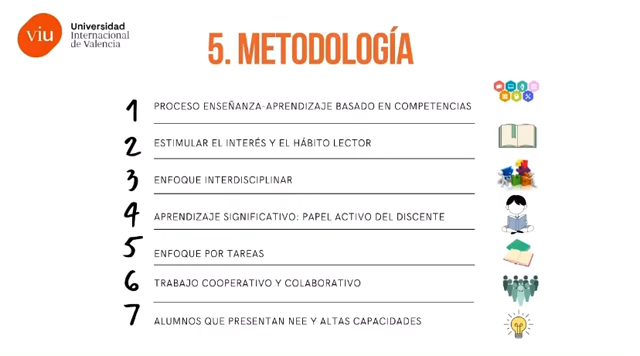 viu
Universidad
Internacional
de Valencia
5. METODOLOGÍA
1 PROCESO ENSEÑANZA-APRENDIZAJE BASADO EN COMPETENCIAS
2 ESTIMULAR EL INTERÉS Y EL HÁBITO LECTOR
3 ENFOQUE INTERDISCIPLINAR
4 APRENDIZAJE SIGNIFICATIVO: PAPEL ACTIVO DEL DISCENTE
5 ENFOQUE POR TAREAS
6 TRABAJO COOPERATIVO Y COLABORATIVO
7 ALUMNOS QUE PRESENTAN NEE Y ALTAS CAPACIDADES